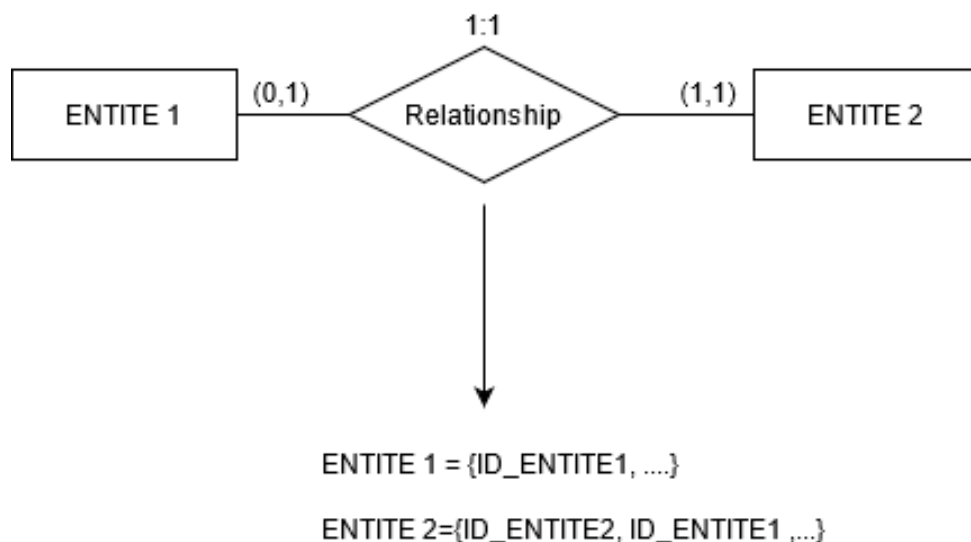 1:1
ENTITE 1 (0,1) Relationship (1,1) ENTITE 2
ENTITE 1 = {ID_ENTITE1, ....}
ENTITE 2={ID_ENTITE2, ID_ENTITE1 ,...}